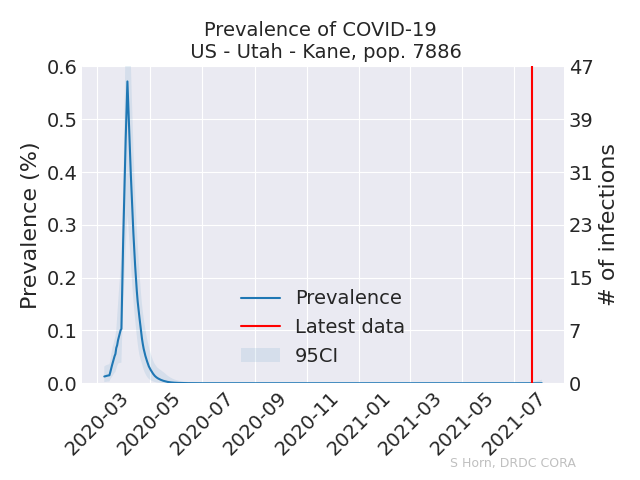 Prevalence of COVID-19
US - Utah - Kane, pop. 7886
Prevalence (%)
0.6
0.5
0.4
0.3
0.2
0.1
0.0
47
39
31
23
15
7
0
# of infections
Prevalence
Latest data
95CI
2020-03
2020-05
2020-07
2020-09
2020-11
2021-01
2021-03
2021-05
2021-07
S Horn, DRDC CORA